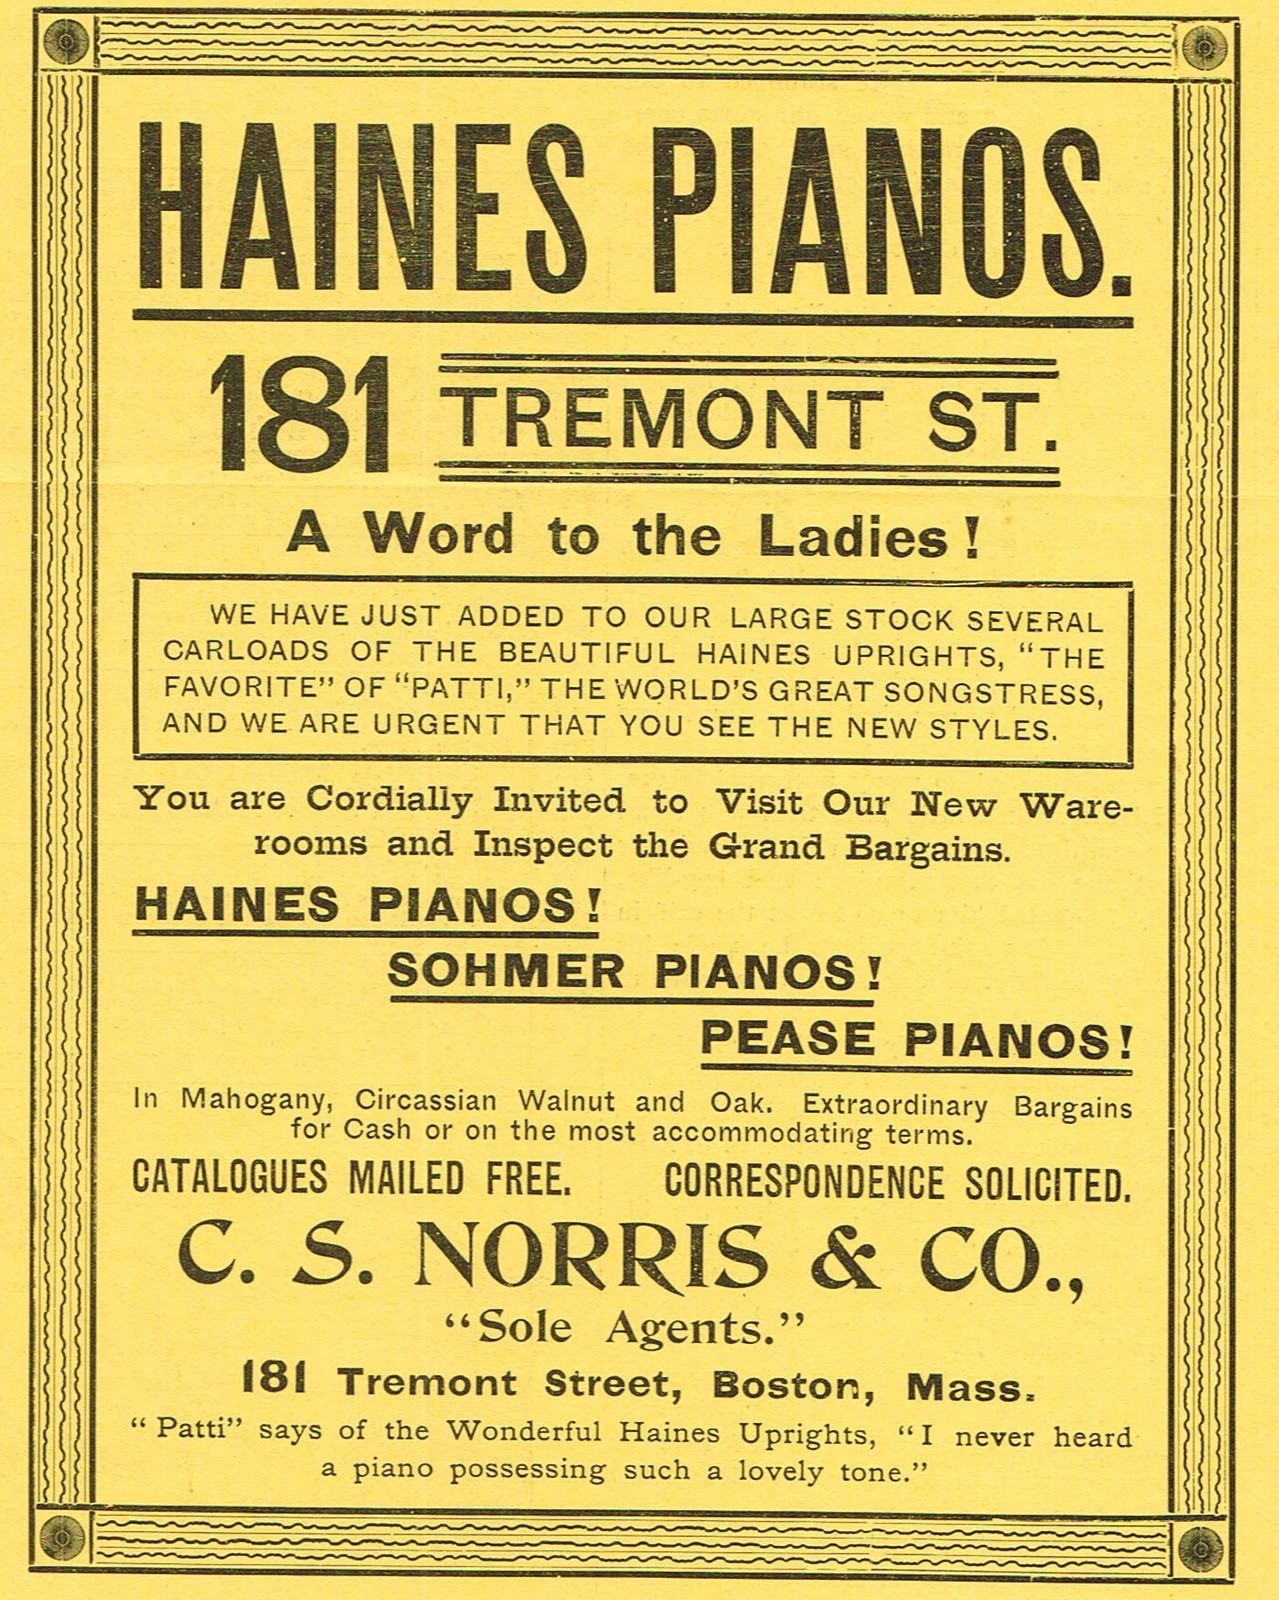 HAINES PIANOS.
181 TREMONT ST.
A Word to the Ladies!
WE HAVE JUST ADDED TO OUR LARGE STOCK SEVERAL
CARLOADS OF THE BEAUTIFUL HAINES UPRIGHTS, "THE
FAVORITE" OF "PATTI," THE WORLD'S GREAT SONGSTRESS,
AND WE ARE URGENT THAT YOU SEE THE NEW STYLES.
You are Cordially Invited to Visit Our New Ware-
rooms and Inspect the Grand Bargains.
HAINES PIANOS!
SOHMER PIANOS!
PEASE PIANOS!
In Mahogany, Circassian Walnut and Oak. Extraordinary Bargains
for Cash or on the most accommodating terms.
CATALOGUES MAILED FREE. CORRESPONDENCE SOLICITED.
C. S. NORRIS & CO.,
"Sole Agents."
181 Tremont Street, Boston, Mass.
"Patti" says of the Wonderful Haines Uprights, "I never heard
a piano possessing such a lovely tone."